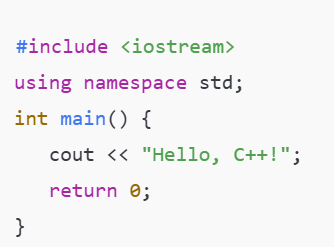 #include <iostream>
using namespace std;
int main() {
   cout << "Hello, C++!";
   return 0;
}